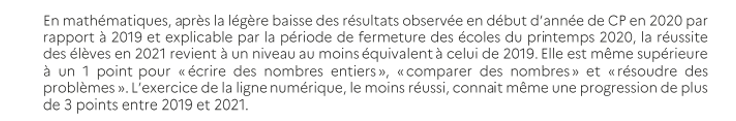 En mathématiques, après la légère baisse des résultats observée en début d'année de CP en 2020 par
rapport à 2019 et explicable par la période de fermeture des écoles du printemps 2020, la réussite
des élèves en 2021 revient à un niveau au moins équivalent à celui de 2019. Elle est même supérieure
à un 1 point pour « écrire des nombres entiers », « comparer des nombres » et « résoudre des
problèmes ». L'exercice de la ligne numérique, le moins réussi, connait même une progression de plus
de 3 points entre 2019 et 2021.